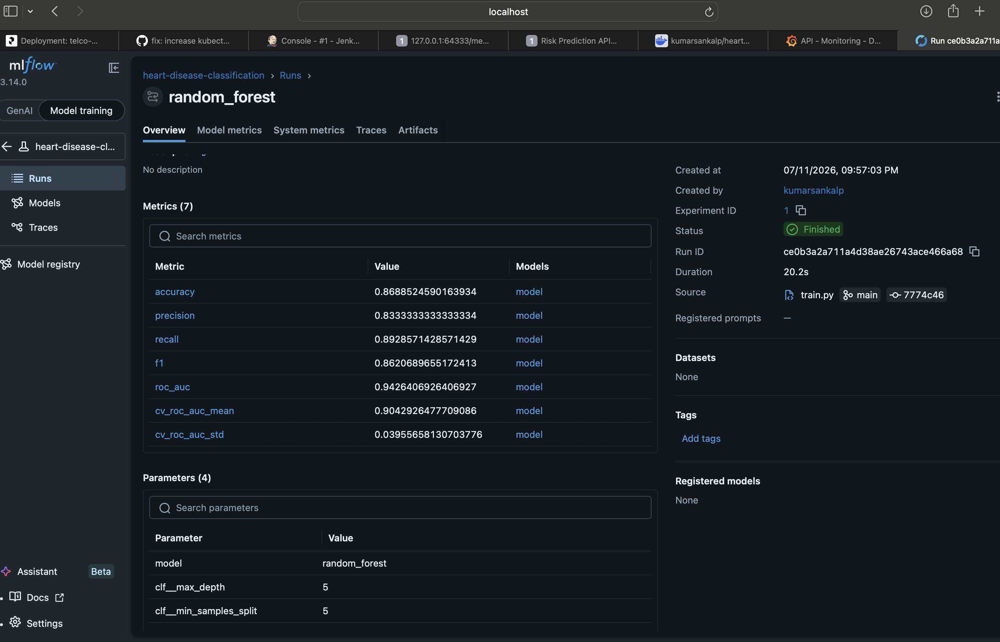 localhost
Deployment: telco-...
fix: increase kubect...
Console - #1 - Jenk...
1 127.0.0.1:64333/me...
1 Risk Prediction API...
kumarsankalp/heart...
API - Monitoring - D...
Run ce0b3a2a711a
mlflow
3.14.0
GenAI Model training
heart-disease-cl...
Runs
Models
Traces
Model registry
Assistant Beta
Docs
Settings
heart-disease-classification › Runs ›
random_forest
Overview Model metrics System metrics Traces Artifacts
No description
Metrics (7)
Search metrics
Metric Value Models
accuracy 0.8688524590163934 model
precision 0.8333333333333334 model
recall 0.8928571428571429 model
f1 0.8620689655172413 model
roc_auc 0.9426406926406927 model
cv_roc_auc_mean 0.9042926477709086 model
cv_roc_auc_std 0.03955658130703776 model
Parameters (4)
Search parameters
Parameter Value
model random_forest
clf__max_depth 5
clf__min_samples_split 5
Created at 07/11/2026, 09:57:03 PM
Created by kumarsankalp
Experiment ID 1
Status Finished
Run ID ce0b3a2a711a4d38ae26743ace466a68
Duration 20.2s
Source train.py main 7774c46
Registered prompts —
Datasets
None
Tags
Add tags
Registered models
None